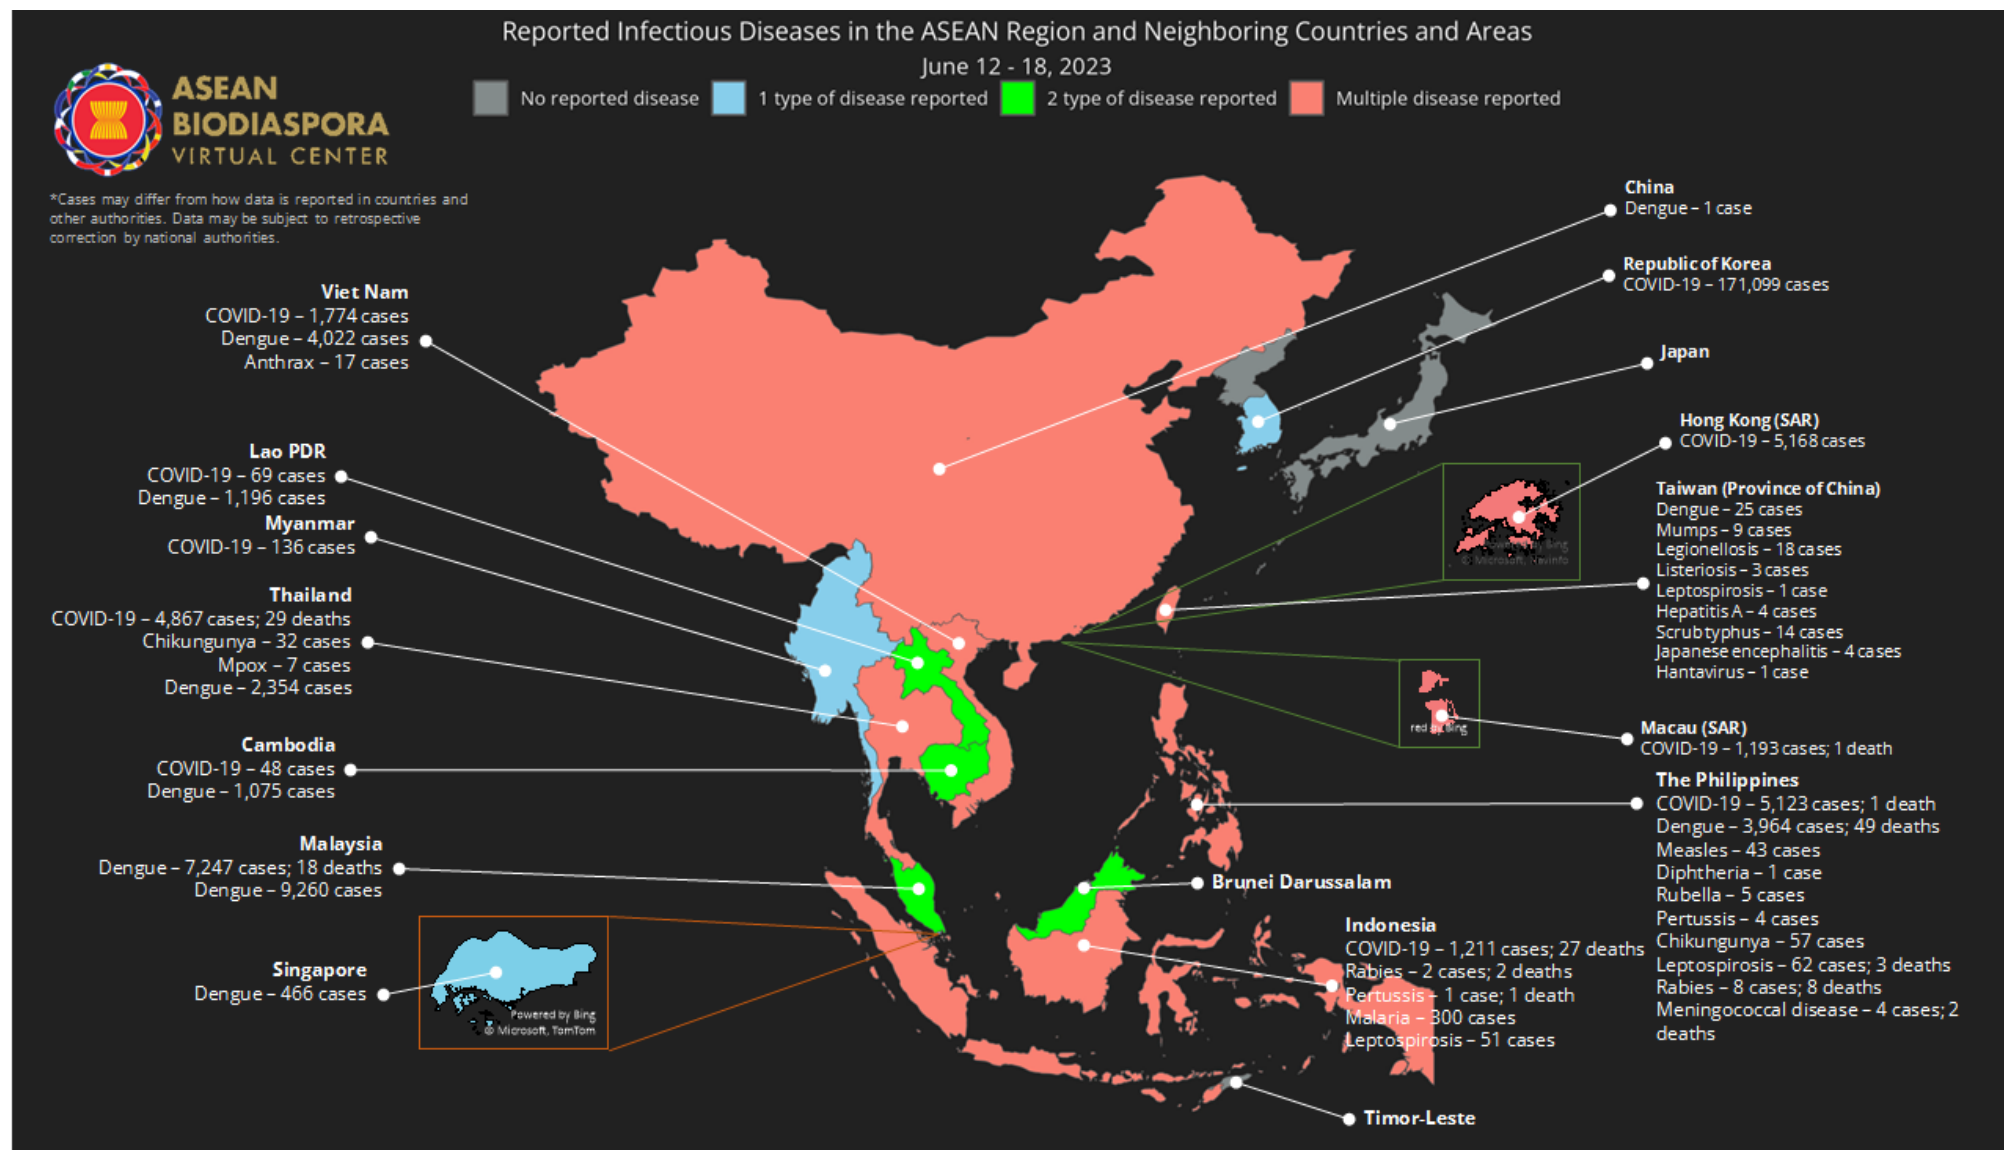 Reported Infectious Diseases in the ASEAN Region and Neighboring Countries and Areas
June 12 - 18, 2023
No reported disease
1 type of disease reported
2 type of disease reported
Multiple disease reported
ASEAN
BIODIASPORA
VIRTUAL CENTER
*Cases may differ from how data is reported in countries and
other authorities. Data may be subject to retrospective
correction by national authorities.
Viet Nam
COVID-19 – 1,774 cases
Dengue – 4,022 cases
Anthrax – 17 cases
Lao PDR
COVID-19 – 69 cases
Dengue – 1,196 cases
Myanmar
COVID-19 – 136 cases
Thailand
COVID-19 – 4,867 cases; 29 deaths
Chikungunya – 32 cases
Mpox – 7 cases
Dengue – 2,354 cases
Cambodia
COVID-19 – 48 cases
Dengue – 1,075 cases
Malaysia
Dengue – 7,247 cases; 18 deaths
Dengue – 9,260 cases
Singapore
Dengue – 466 cases
Powered by Bing
© Microsoft, TomTom
China
Dengue – 1 case
Republic of Korea
COVID-19 – 171,099 cases
Japan
Hong Kong (SAR)
COVID-19 – 5,168 cases
Powered by Bing
© Microsoft, Navinfo
Taiwan (Province of China)
Dengue – 25 cases
Mumps – 9 cases
Legionellosis – 18 cases
Listeriosis – 3 cases
Leptospirosis – 1 case
Hepatitis A – 4 cases
Scrub typhus – 14 cases
Japanese encephalitis – 4 cases
Hantavirus – 1 case
red by Bing
Macau (SAR)
COVID-19 – 1,193 cases; 1 death
The Philippines
COVID-19 – 5,123 cases; 1 death
Dengue – 3,964 cases; 49 deaths
Measles – 43 cases
Diphtheria – 1 case
Rubella – 5 cases
Pertussis – 4 cases
Chikungunya – 57 cases
Leptospirosis – 62 cases; 3 deaths
Rabies – 8 cases; 8 deaths
Meningococcal disease – 4 cases; 2
deaths
Brunei Darussalam
Indonesia
COVID-19 – 1,211 cases; 27 deaths
Rabies – 2 cases; 2 deaths
Pertussis – 1 case; 1 death
Malaria – 300 cases
Leptospirosis – 51 cases
Timor-Leste